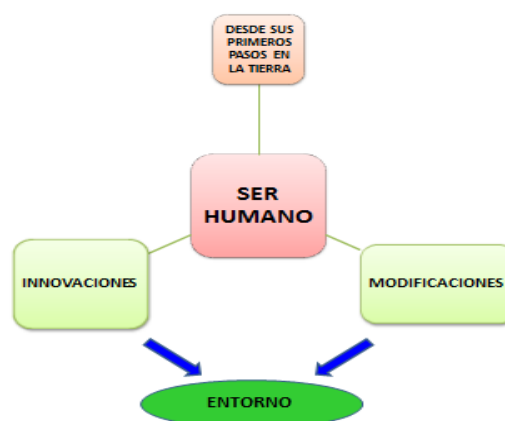 DESDE SUS
PRIMEROS
PASOS EN
LA TIERRA
SER
HUMANO
INNOVACIONES
MODIFICACIONES
ENTORNO